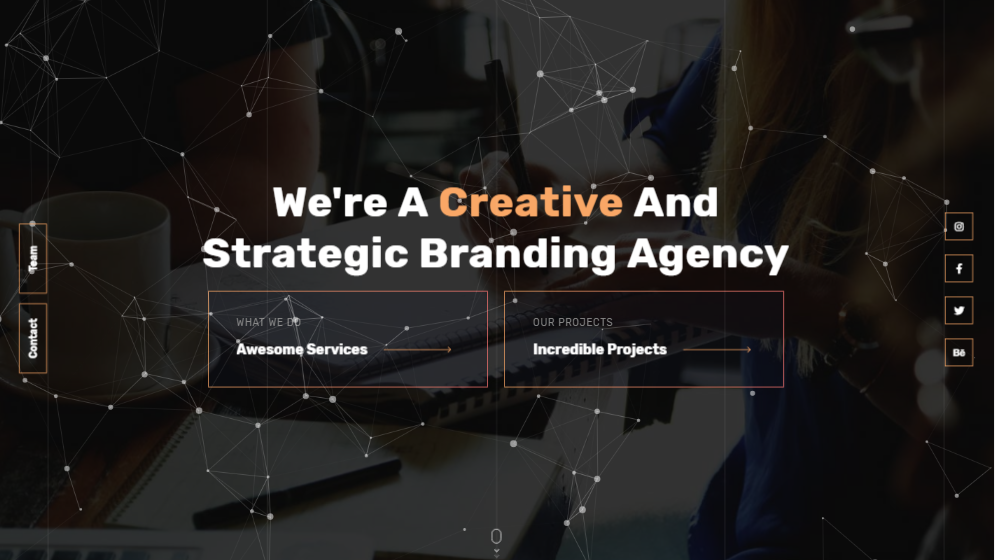 We're A Creative And
Strategic Branding Agency
WHAT WE DO
Awesome Services
OUR PROJECTS
Incredible Projects
Team
Contact
Bē